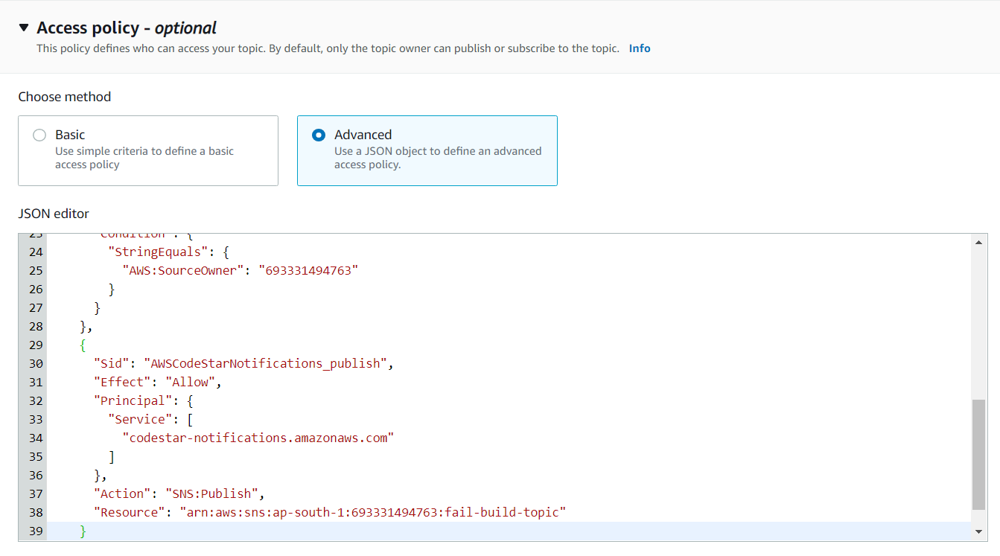 ▼ Access policy - optional
This policy defines who can access your topic. By default, only the topic owner can publish or subscribe to the topic. Info
Choose method
Basic
Use simple criteria to define a basic
access policy
Advanced
Use a JSON object to define an advanced
access policy.
JSON editor
23 "Condition": {
24 "StringEquals": {
25 "AWS:SourceOwner": "693331494763"
26 }
27 }
28 },
29 {
30 "Sid": "AWSCodeStarNotifications_publish",
31 "Effect": "Allow",
32 "Principal": {
33 "Service": [
34 "codestar-notifications.amazonaws.com"
35 ]
36 },
37 "Action": "SNS:Publish",
38 "Resource": "arn:aws:sns:ap-south-1:693331494763:fail-build-topic"
39 }